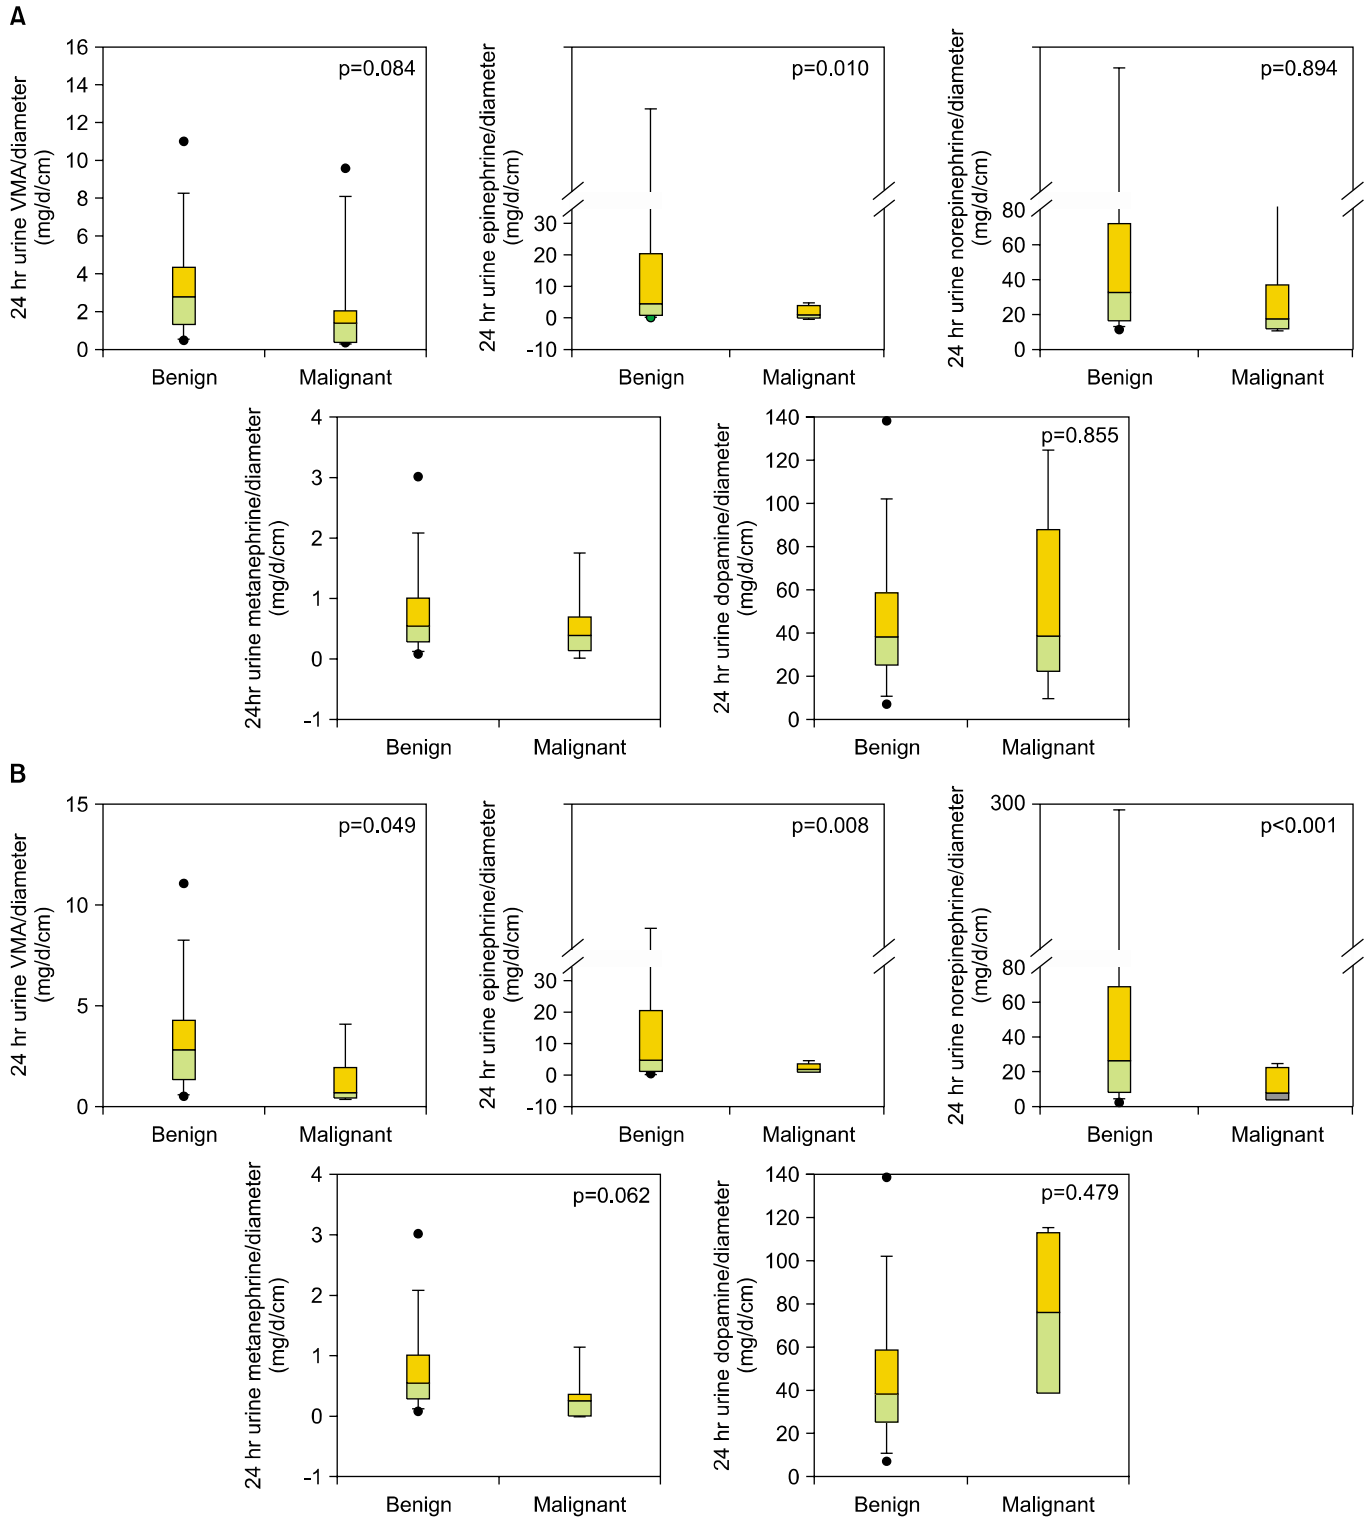 A
24 hr urine VMA/diameter
(mg/d/cm)
16
14
12
10
8
6
4
2
0
p=0.084
Benign
Malignant
24 hr urine epinephrine/diameter
(mg/d/cm)
30
20
10
0
-10
p=0.010
Benign
Malignant
24 hr urine norepinephrine/diameter
(mg/d/cm)
80
60
40
20
0
p=0.894
Benign
Malignant
24hr urine metanephrine/diameter
(mg/d/cm)
4
3
2
1
0
-1
Benign
Malignant
24 hr urine dopamine/diameter
(mg/d/cm)
140
120
100
80
60
40
20
0
p=0.855
Benign
Malignant
B
24 hr urine VMA/diameter
(mg/d/cm)
15
10
5
0
p=0.049
Benign
Malignant
24 hr urine epinephrine/diameter
(mg/d/cm)
30
20
10
0
-10
p=0.008
Benign
Malignant
24 hr urine norepinephrine/diameter
(mg/d/cm)
300
80
60
40
20
0
p<0.001
Benign
Malignant
24 hr urine metanephrine/diameter
(mg/d/cm)
4
3
2
1
0
-1
p=0.062
Benign
Malignant
24 hr urine dopamine/diameter
(mg/d/cm)
140
120
100
80
60
40
20
0
p=0.479
Benign
Malignant